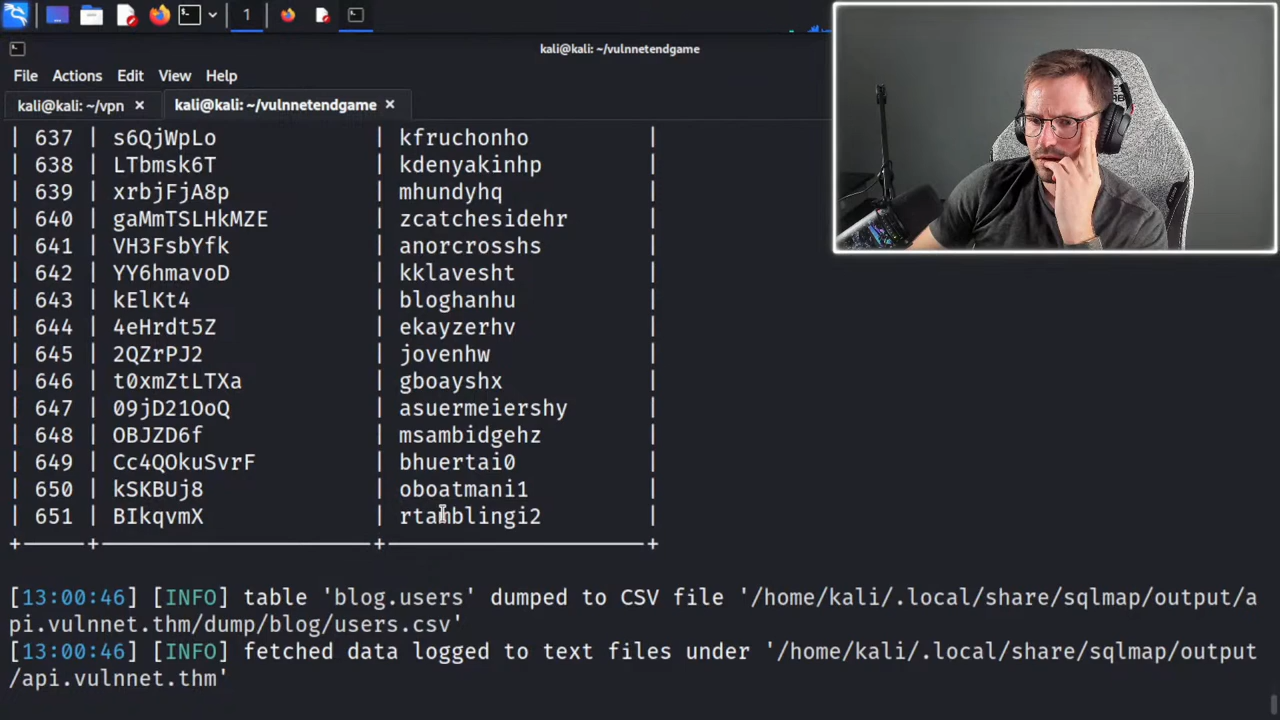 1
kali@kali: ~/vulnnetendgame
File Actions Edit View Help
kali@kali: ~/vpn × kali@kali: ~/vulnnetendgame ×
| 637 | s6QjWpLo | kfruchonho |
| 638 | LTbmsk6T | kdenyakinhp |
| 639 | xrbjFjA8p | mhundyhq |
| 640 | gaMmTSLHkMZE | zcatchesidehr |
| 641 | VH3FsbYfk | anorcrosshs |
| 642 | YY6hmavoD | kklavesht |
| 643 | kElKt4 | bloghanhu |
| 644 | 4eHrdt5Z | ekayzerhv |
| 645 | 2QZrPJ2 | jovenhw |
| 646 | t0xmZtLTXa | gboayshx |
| 647 | 09jD21OoQ | asuermeiershy |
| 648 | OBJZD6f | msambidgehz |
| 649 | Cc4QOkuSvrF | bhuertai0 |
| 650 | kSKBUj8 | oboatmani1 |
| 651 | BIkqvmX | rtamblingi2 |
[13:00:46] [INFO] table 'blog.users' dumped to CSV file '/home/kali/.local/share/sqlmap/output/a
pi.vulnnet.thm/dump/blog/users.csv'
[13:00:46] [INFO] fetched data logged to text files under '/home/kali/.local/share/sqlmap/output
/api.vulnnet.thm'